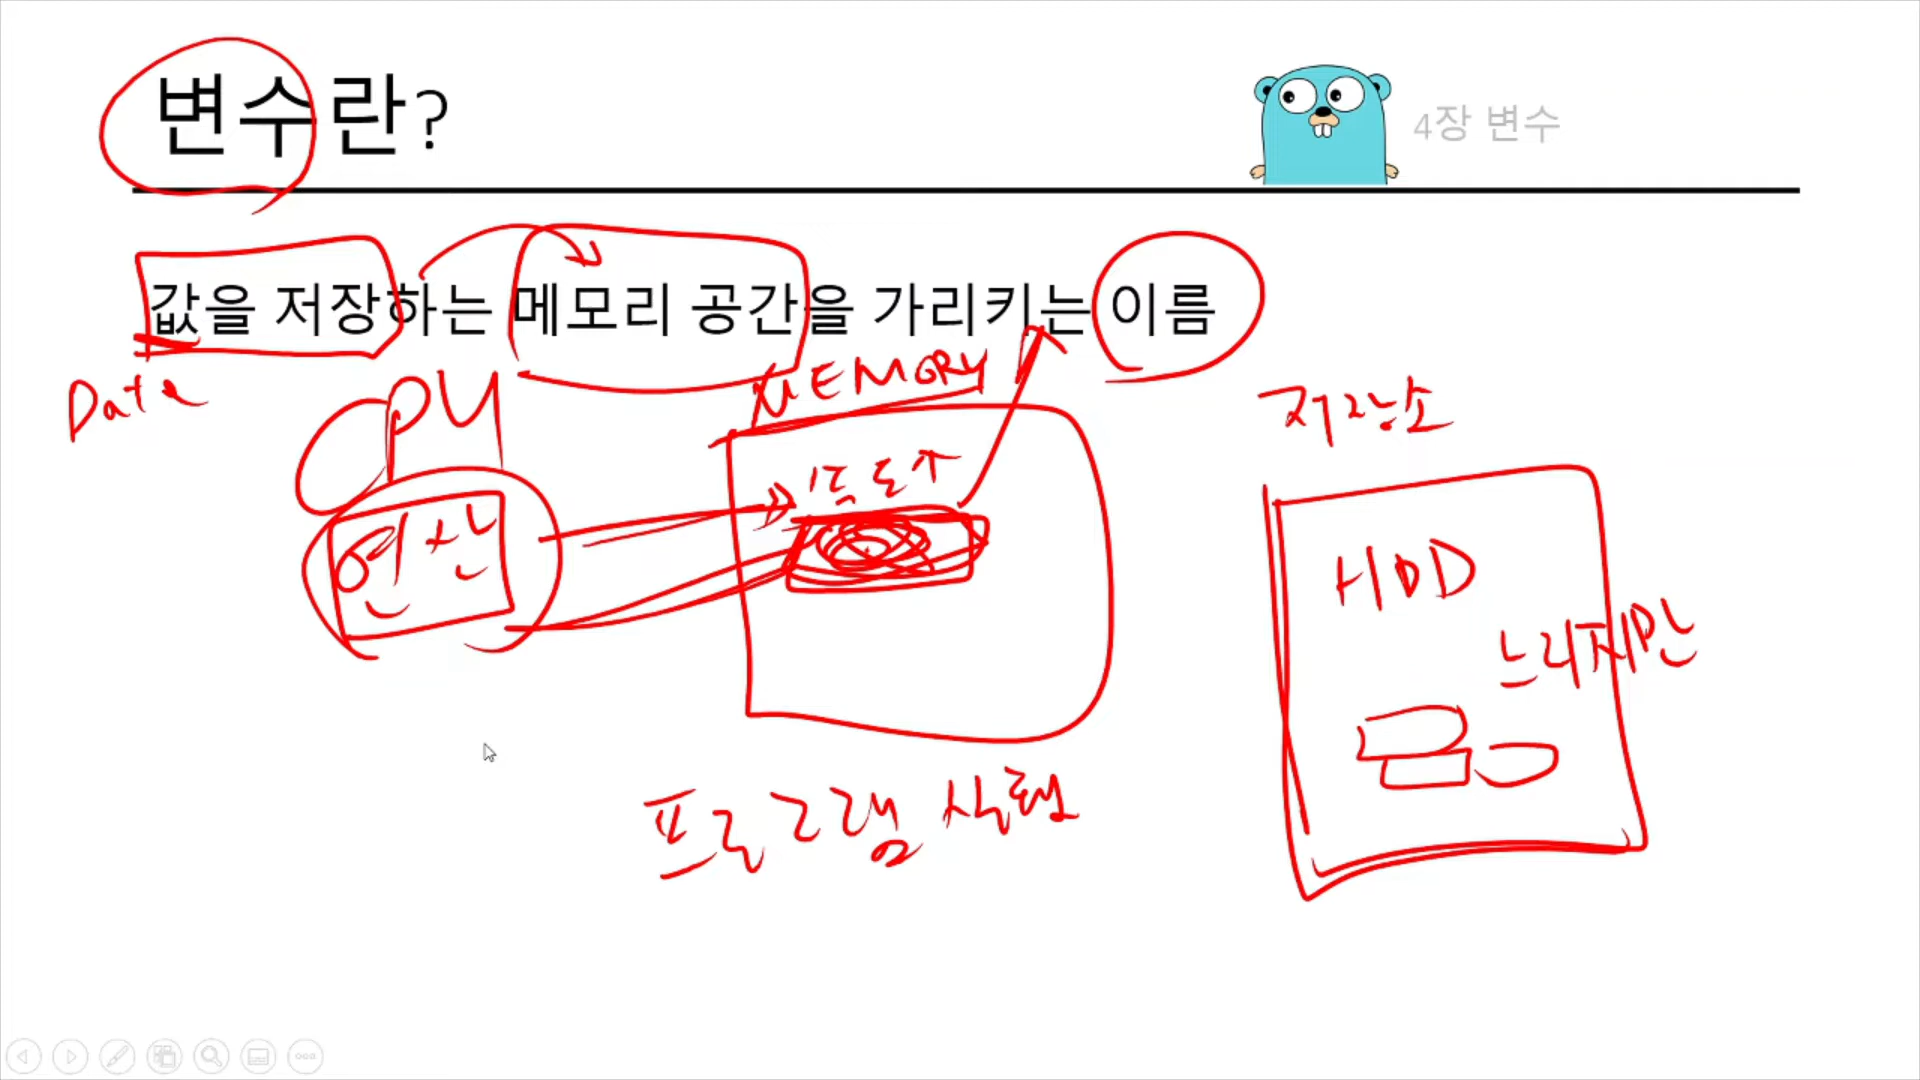 변수란?
4장 변수
값을 저장하는 메모리 공간을 가리키는 이름
Data
CPU
MEMORY
저장소
연산
HDD
느리지만
프로그램 실행